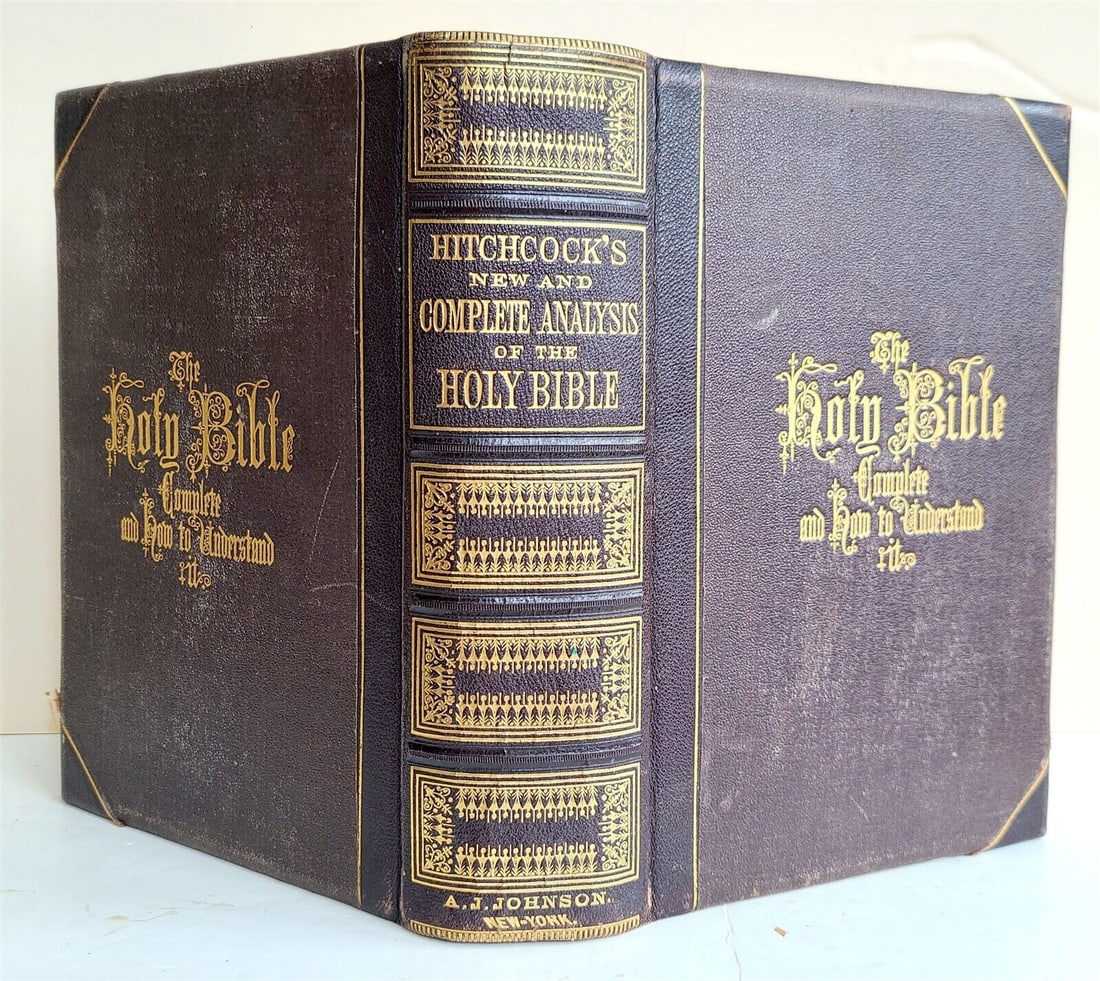 The
Holy Bible
Complete
and How to Understand
it.
HITCHCOCK'S
NEW AND
COMPLETE ANALYSIS
OF THE
HOLY BIBLE
A.J. JOHNSON.
NEW-YORK.
The
Holy Bible
Complete
and How to Understand
it.